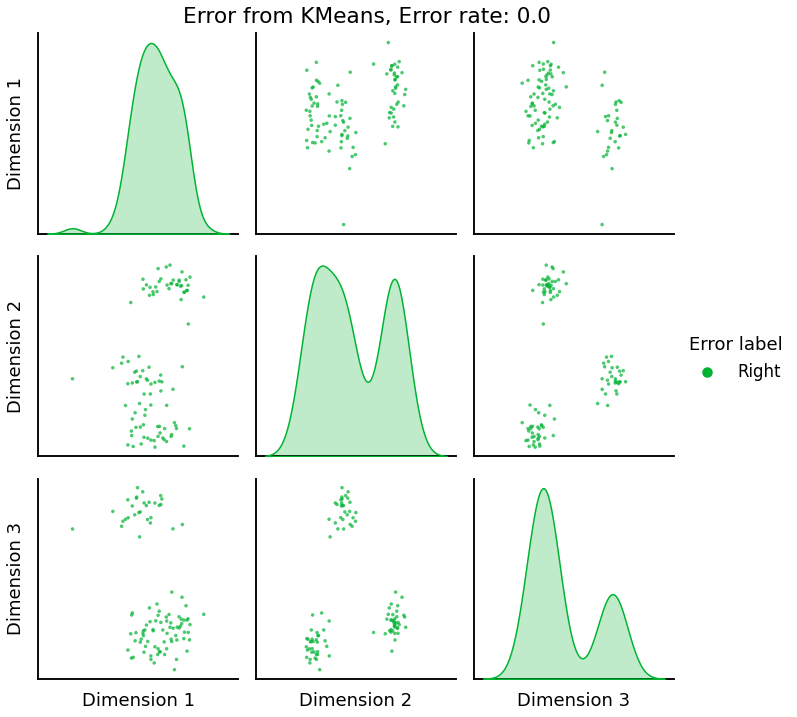 Error from KMeans, Error rate: 0.0
Dimension 1
Dimension 2
Error label
Right
Dimension 3
Dimension 1
Dimension 2
Dimension 3